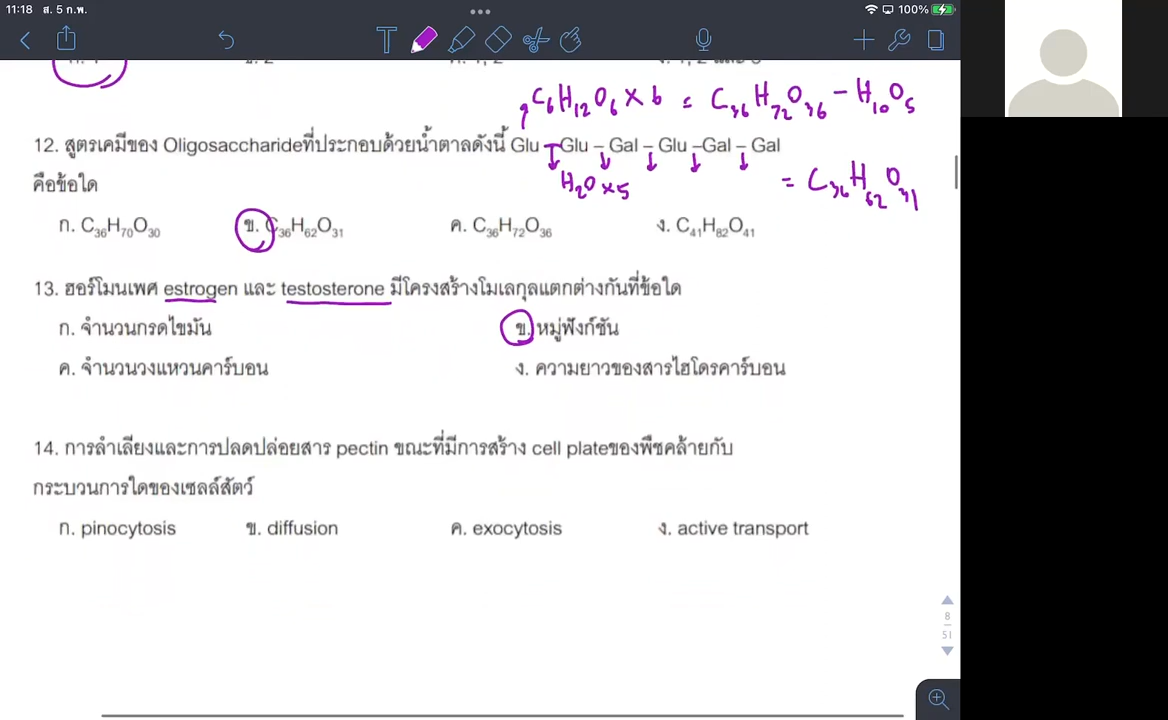 11:18 ส. 5 ก.พ. 100%
C6H12O6 × 6 = C36H72O36 − H10O5
12. สูตรเคมีของ Oligosaccharideที่ประกอบด้วยน้ำตาลดังนี้ Glu – Glu – Gal – Glu –Gal – Gal
H2O ×5
= C36H62O31
คือข้อใด
ก. C36H70O30 ข. C36H62O31 ค. C36H72O36 ง. C41H82O41
13. ฮอร์โมนเพศ estrogen และ testosterone มีโครงสร้างโมเลกุลแตกต่างกันที่ข้อใด
ก. จำนวนกรดไขมัน ข. หมู่ฟังก์ชัน
ค. จำนวนวงแหวนคาร์บอน ง. ความยาวของสารไฮโดรคาร์บอน
14. การลำเลียงและการปลดปล่อยสาร pectin ขณะที่มีการสร้าง cell plateของพืชคล้ายกับ
กระบวนการใดของเซลล์สัตว์
ก. pinocytosis ข. diffusion ค. exocytosis ง. active transport
8
51